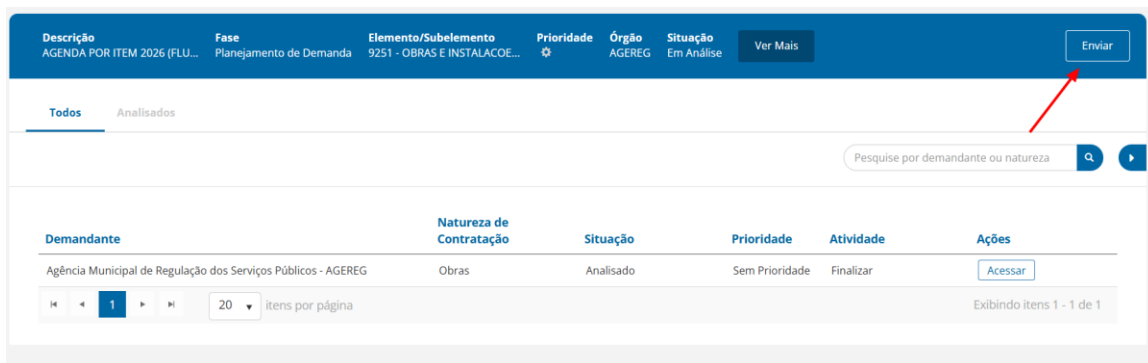 Descrição Fase Elemento/Subelemento Prioridade Órgão Situação
AGENDA POR ITEM 2026 (FLU... Planejamento de Demanda 9251 - OBRAS E INSTALACOE... AGEREG Em Análise Ver Mais Enviar
Todos Analisados
Pesquise por demandante ou natureza
Demandante Natureza de Contratação Situação Prioridade Atividade Ações
Agência Municipal de Regulação dos Serviços Públicos - AGEREG Obras Analisado Sem Prioridade Finalizar Acessar
1 20 itens por página Exibindo itens 1 - 1 de 1